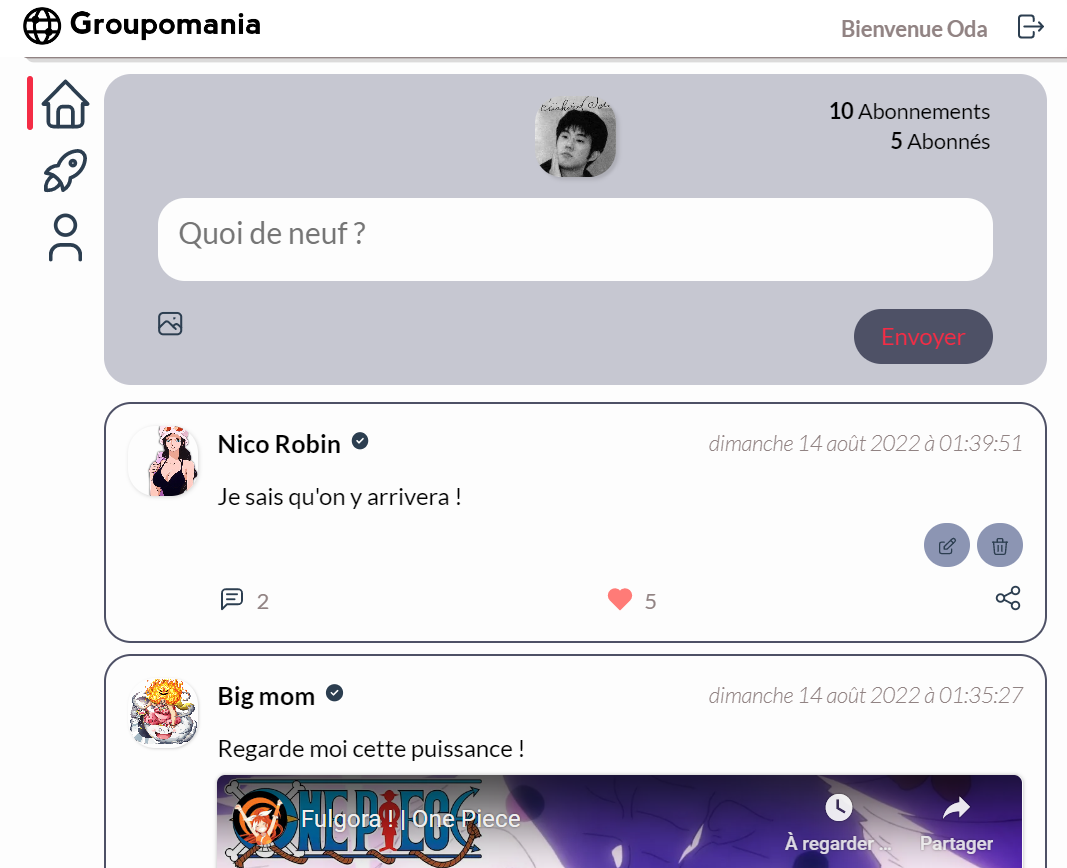 Groupomania
Bienvenue Oda
10 Abonnements
5 Abonnés
Quoi de neuf ?
Envoyer
Nico Robin
dimanche 14 août 2022 à 01:39:51
Je sais qu'on y arrivera !
2
5
Big mom
dimanche 14 août 2022 à 01:35:27
Regarde moi cette puissance !
ONE PIECE
Fulgora ! | One Piece
À regarder ...
Partager